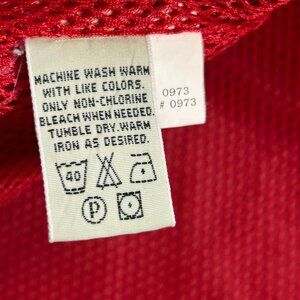 MACHINE WASH WARM
WITH LIKE COLORS.
ONLY NON-CHLORINE
BLEACH WHEN NEEDED.
TUMBLE DRY. WARM
IRON AS DESIRED.
40
P
0973
# 0973